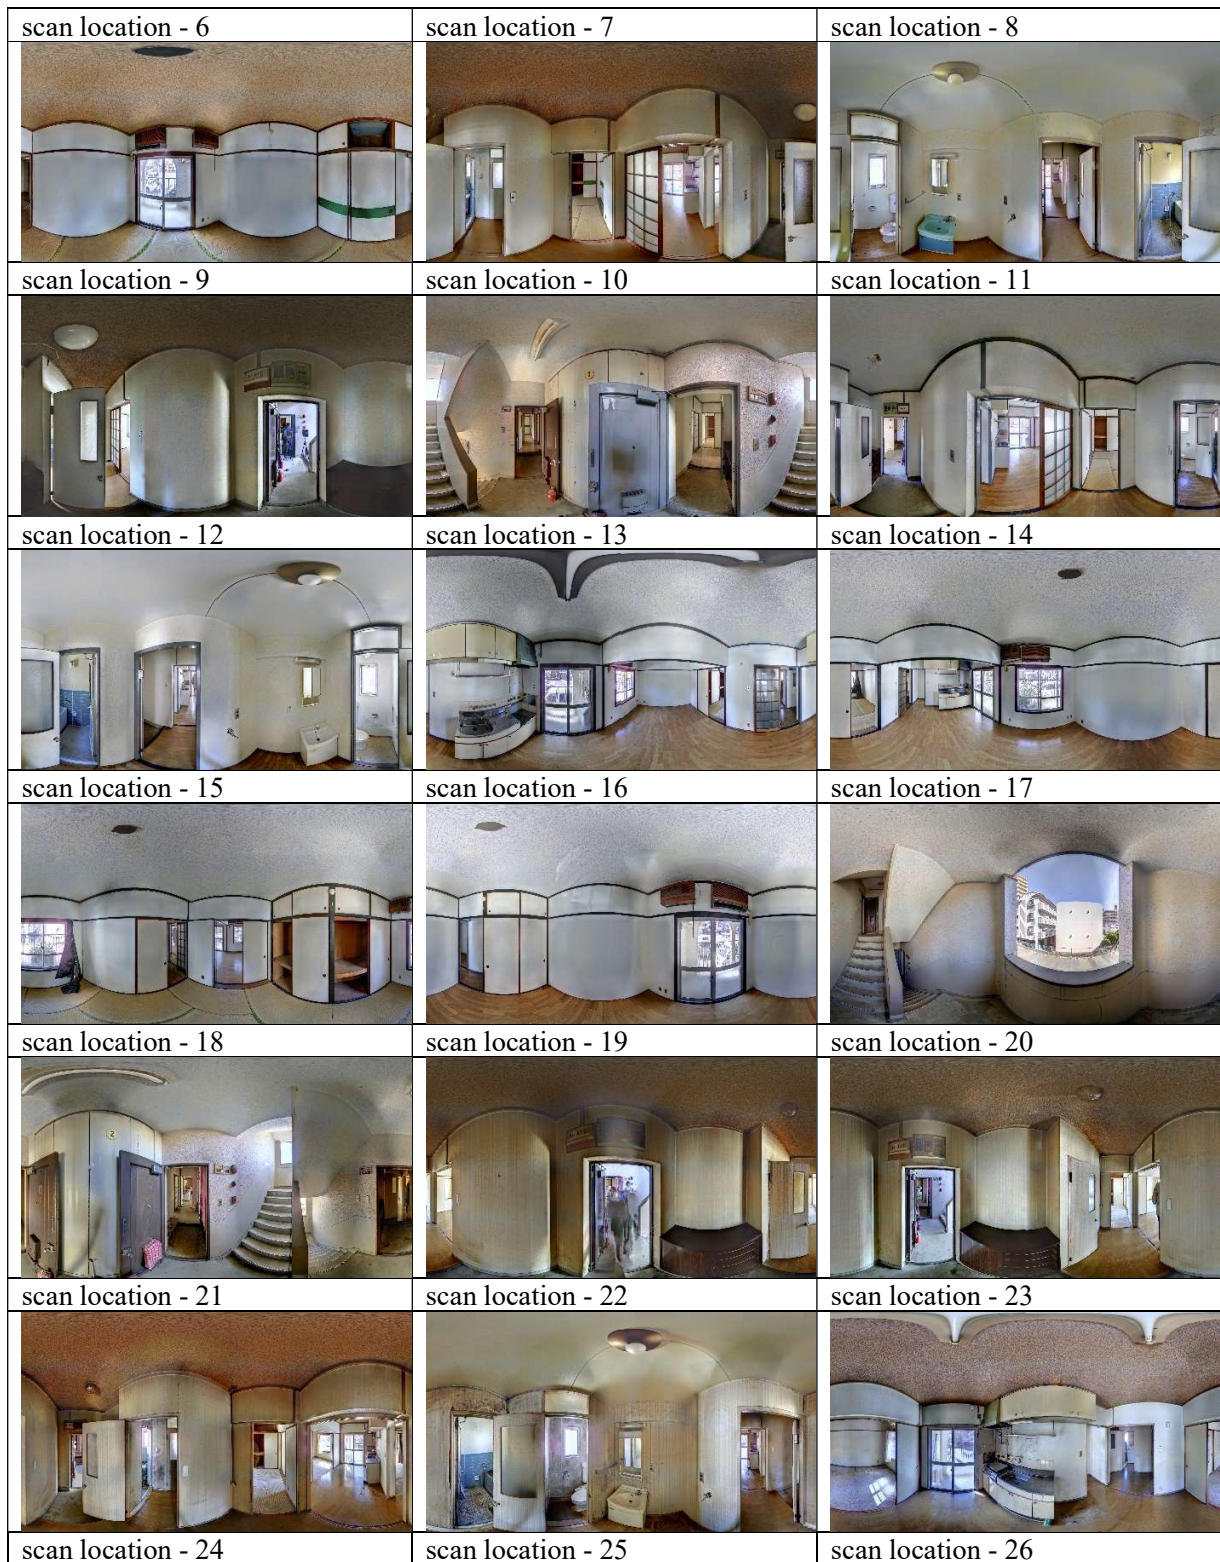 scan location - 6
scan location - 7
scan location - 8
scan location - 9
scan location - 10
scan location - 11
scan location - 12
scan location - 13
scan location - 14
scan location - 15
scan location - 16
scan location - 17
scan location - 18
scan location - 19
scan location - 20
scan location - 21
scan location - 22
scan location - 23
scan location - 24
scan location - 25
scan location - 26